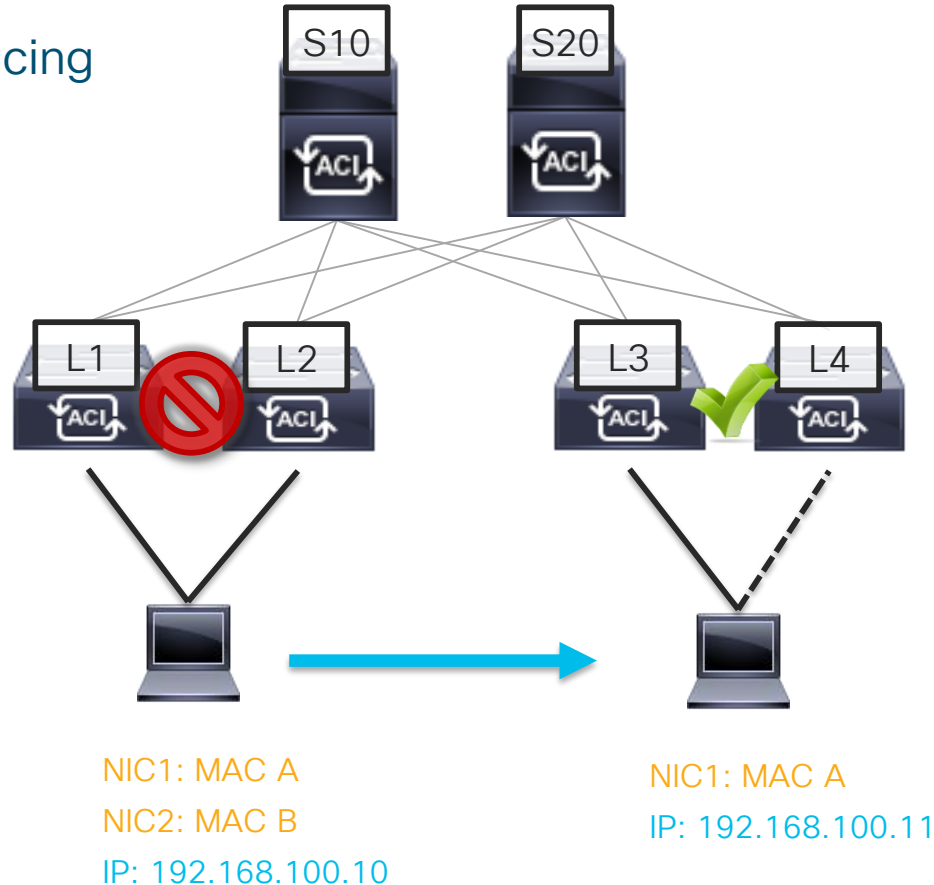 cing
S10
S20
ACI
ACI
L1
L2
L3
L4
ACI
ACI
ACI
ACI
NIC1: MAC A
NIC2: MAC B
IP: 192.168.100.10
NIC1: MAC A
IP: 192.168.100.11